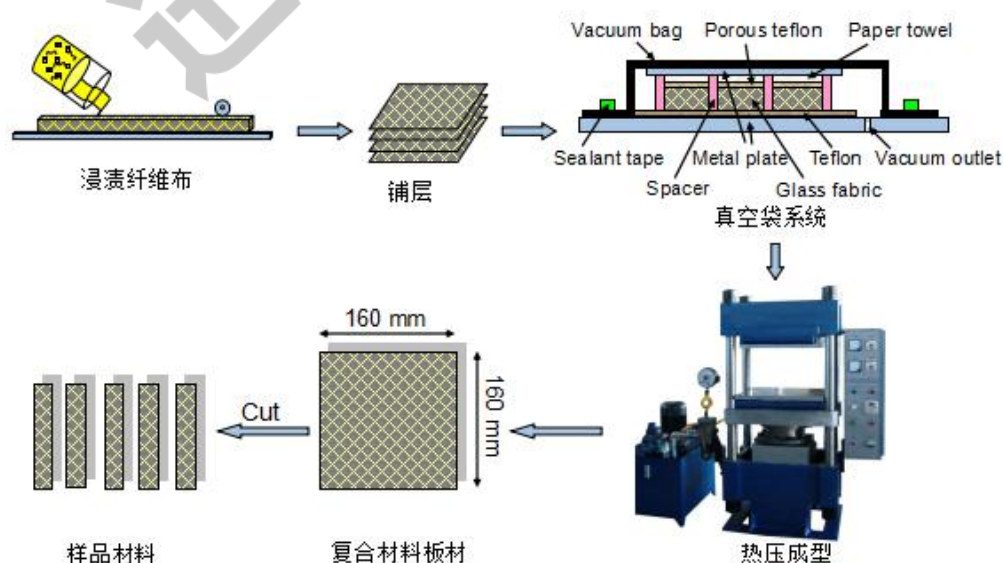 浸渍纤维布
铺层
Vacuum bag Porous teflon Paper towel
Sealant tape Metal plate Teflon Vacuum outlet
Spacer Glass fabric
真空袋系统
160 mm
160 mm
Cut
样品材料
复合材料板材
热压成型